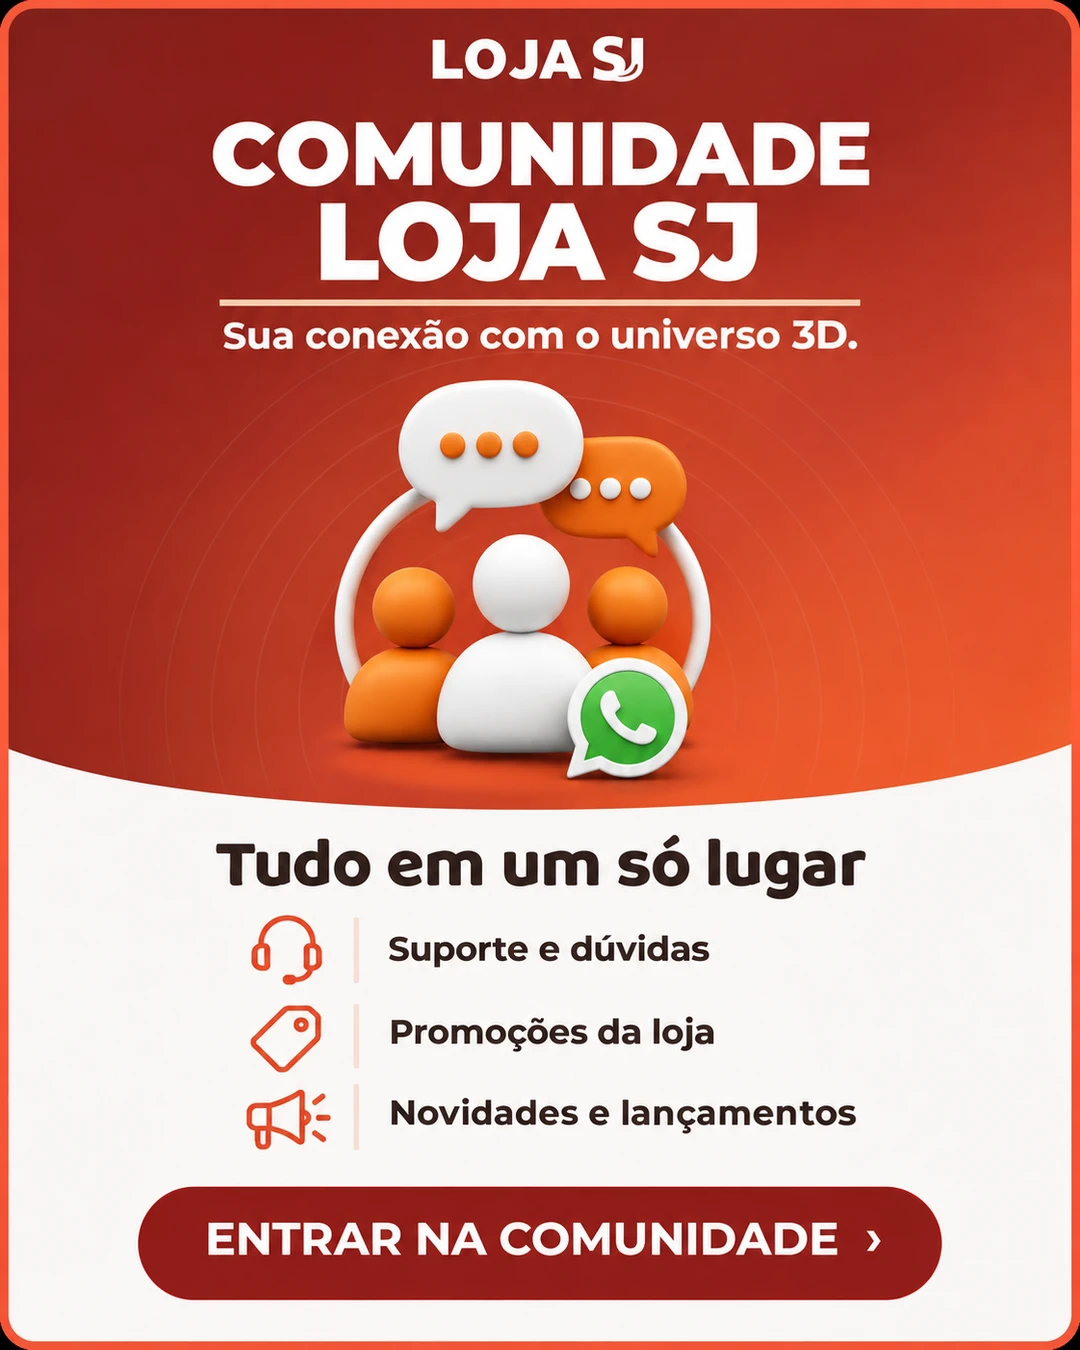 LOJA SJ
COMUNIDADE
LOJA SJ
Sua conexão com o universo 3D.
Tudo em um só lugar
Suporte e dúvidas
Promoções da loja
Novidades e lançamentos
ENTRAR NA COMUNIDADE ›